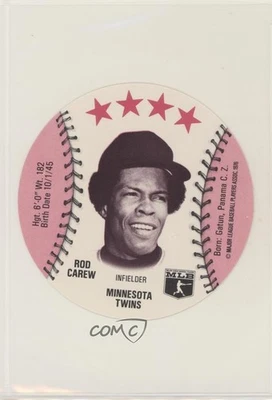 Hgt. 6'-0" Wt. 182
Birth Date 10/1/45
ROD
CAREW
INFIELDER
MINNESOTA
TWINS
MLB
Born: Gatun, Panama C. Z.
© MAJOR LEAGUE BASEBALL PLAYERS ASSOC. 1976
COMC